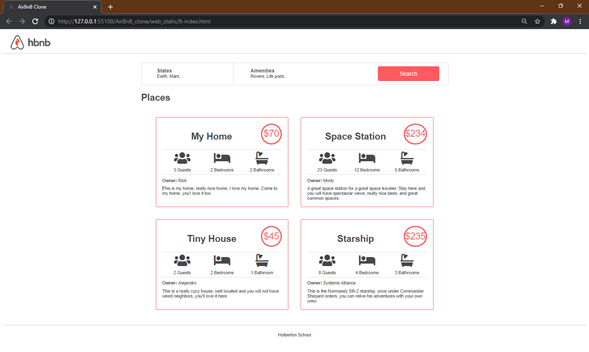 AirBnB Clone
http://127.0.0.1:55100/AirBnB_Clone/web_static/8-index.html
hbnb
States
Earth, Mars...
Amenities
Rovers, Life pods...
Search
Places
My Home
$70
3 Guests
2 Bedrooms
2 Bathrooms
Owner: Rick
This is my home, really nice home, I love my home. Come to
my home, you'l love it too
Space Station
$234
23 Guests
12 Bedrooms
5 Bathrooms
Owner: Morty
A great space station for a great space traveler. Stay here and
you will have spectacular views, really nice beds, and great
common spaces
Tiny House
$45
2 Guests
2 Bedrooms
1 Bathroom
Owner: Alejandro
This is a really cozy house, well located and you will not have
weird neighbors, you'll love it here
Starship
$235
8 Guests
4 Bedrooms
3 Bathrooms
Owner: Systems Alliance
This is the Normandy SR-2 starship, once under Commander
Shepard orders, you can relive his adventures with your own
crew
Holberton School